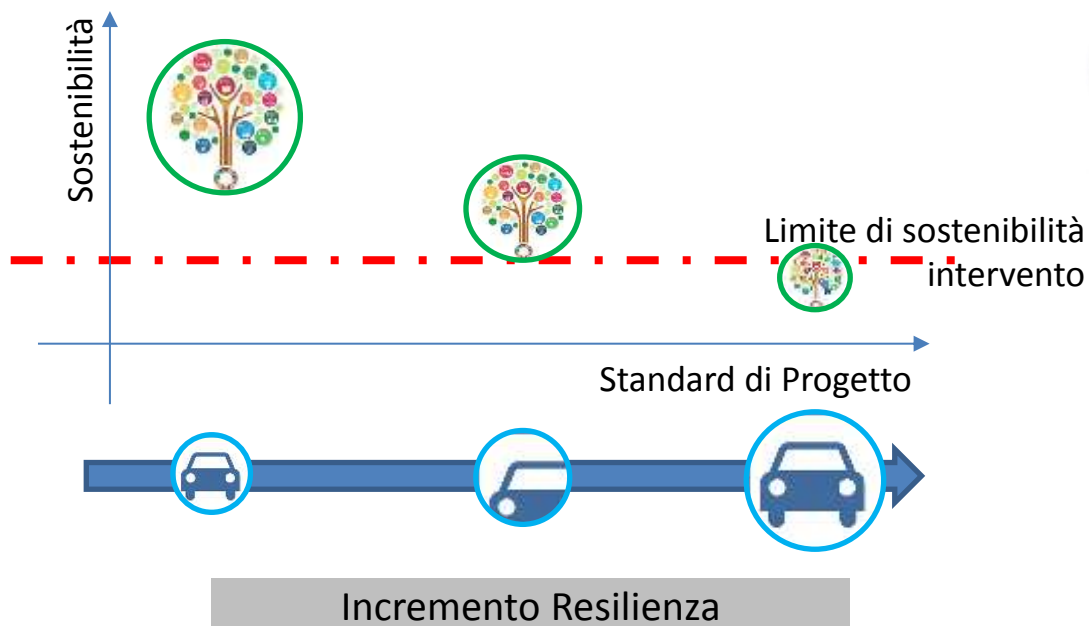 Sostenibilità
Limite di sostenibilità
intervento
Standard di Progetto
Incremento Resilienza